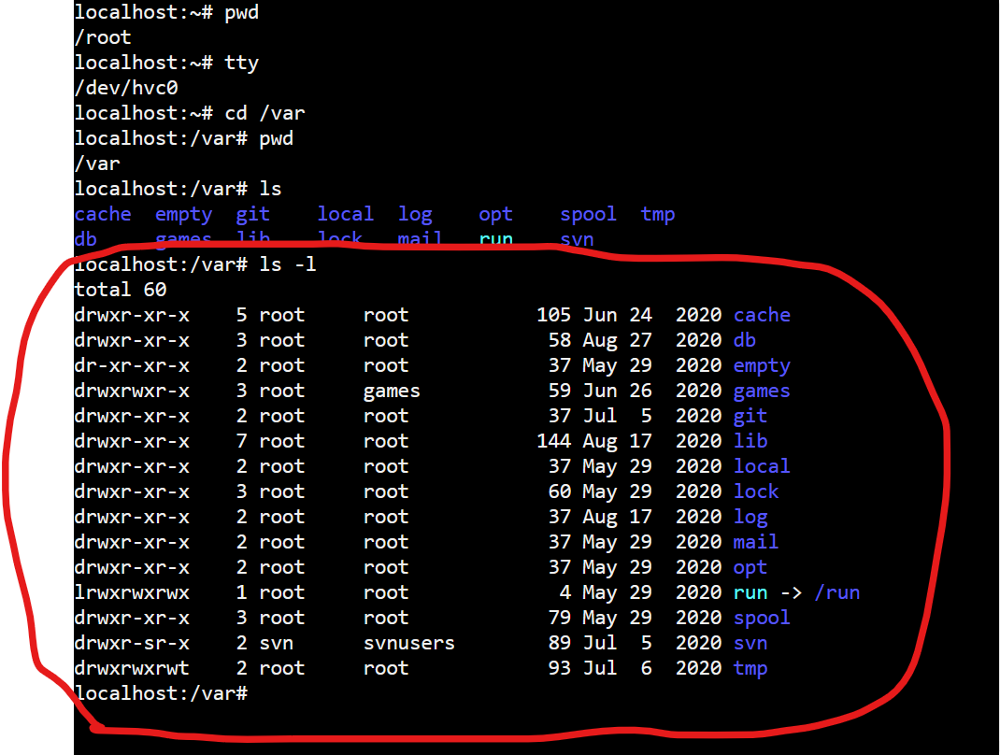 localhost:~# pwd
/root
localhost:~# tty
/dev/hvc0
localhost:~# cd /var
localhost:/var# pwd
/var
localhost:/var# ls
cache  empty  git    local  log    opt    spool  tmp
db     games  lib    lock   mail   run    svn
localhost:/var# ls -l
total 60
drwxr-xr-x    5 root     root           105 Jun 24  2020 cache
drwxr-xr-x    3 root     root            58 Aug 27  2020 db
dr-xr-xr-x    2 root     root            37 May 29  2020 empty
drwxrwxr-x    3 root     games           59 Jun 26  2020 games
drwxr-xr-x    2 root     root            37 Jul  5  2020 git
drwxr-xr-x    7 root     root           144 Aug 17  2020 lib
drwxr-xr-x    2 root     root            37 May 29  2020 local
drwxr-xr-x    3 root     root            60 May 29  2020 lock
drwxr-xr-x    2 root     root            37 Aug 17  2020 log
drwxr-xr-x    2 root     root            37 May 29  2020 mail
drwxr-xr-x    2 root     root            37 May 29  2020 opt
lrwxrwxrwx    1 root     root             4 May 29  2020 run -> /run
drwxr-xr-x    3 root     root            79 May 29  2020 spool
drwxr-sr-x    2 svn      svnusers        89 Jul  5  2020 svn
drwxrwxrwt    2 root     root            93 Jul  6  2020 tmp
localhost:/var#